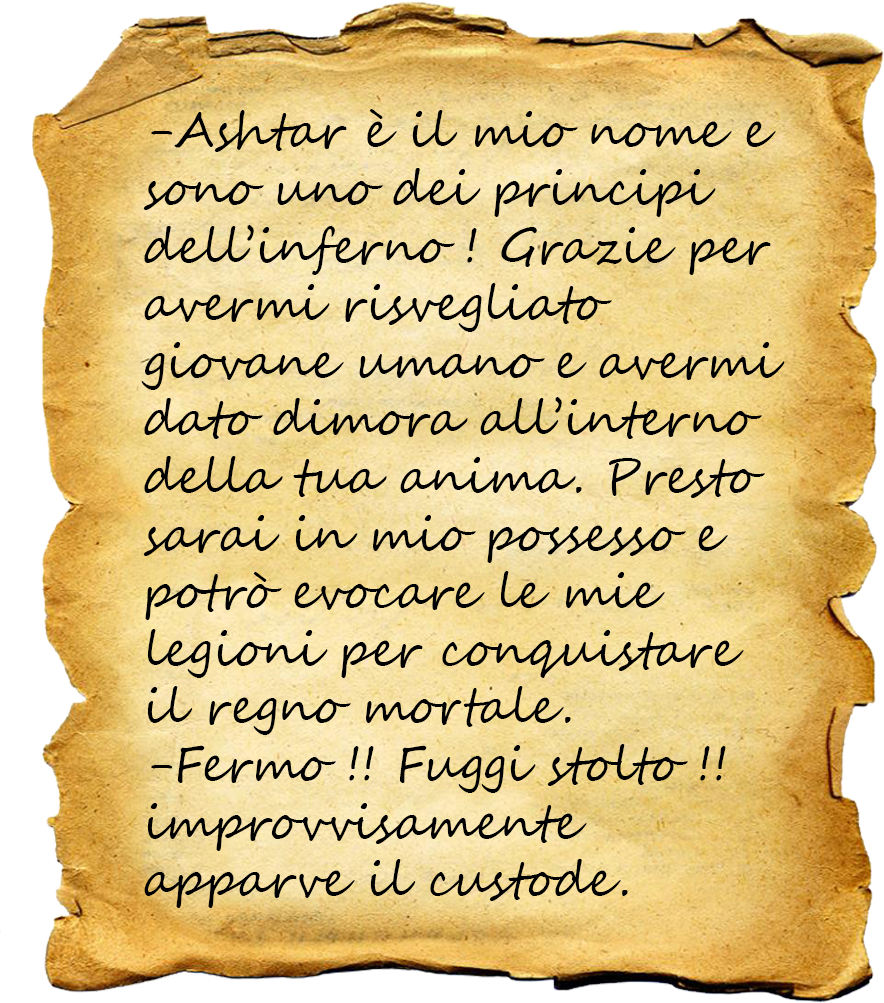 -Ashtar è il mio nome e
sono uno dei principi
dell'inferno ! Grazie per
avermi risvegliato
giovane umano e avermi
dato dimora all'interno
della tua anima. Presto
sarai in mio possesso e
potrò evocare le mie
legioni per conquistare
il regno mortale.
-Fermo !! Fuggi stolto !!
improvvisamente
apparve il custode.